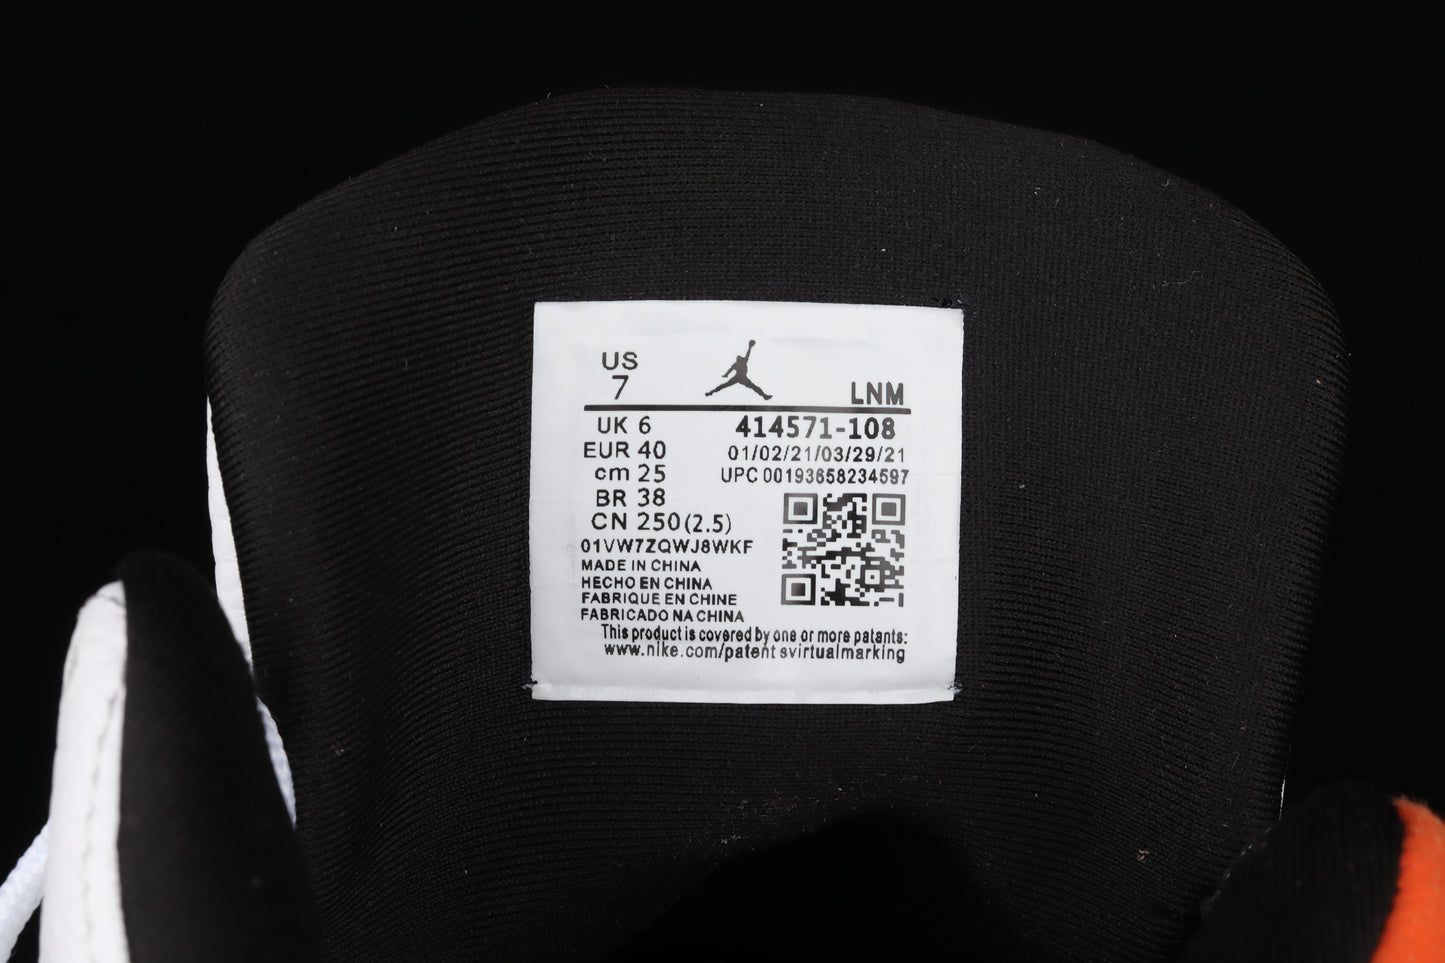 US
7
LNM
UK 6
414571-108
EUR 40
01/02/21/03/29/21
cm 25
UPC 00193658234597
BR 38
CN 250(2.5)
01VW7ZQWJ8WKF
MADE IN CHINA
HECHO EN CHINA
FABRIQUE EN CHINE
FABRICADO NA CHINA
This product is covered by one or more patants:
www.nike.com/patent svirtualmarking